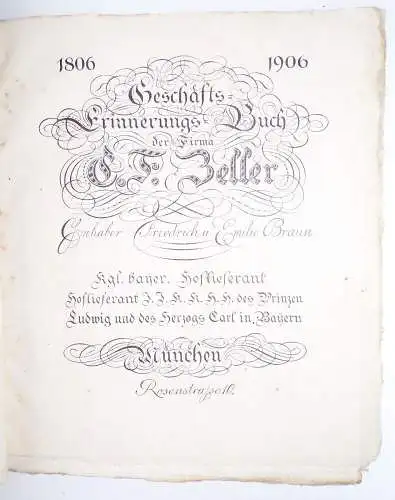 1806 1906
Geschäfts=
Erinnerungs=Buch
der Firma
C. F. Zeller
Inhaber Friedrich u Emilie Braun
Kgl. bayer. Hoflieferant
Hoflieferant I. I. K. K. H. H. des Prinzen
Ludwig und des Herzogs Carl in Bayern
München
Rosenstrasse